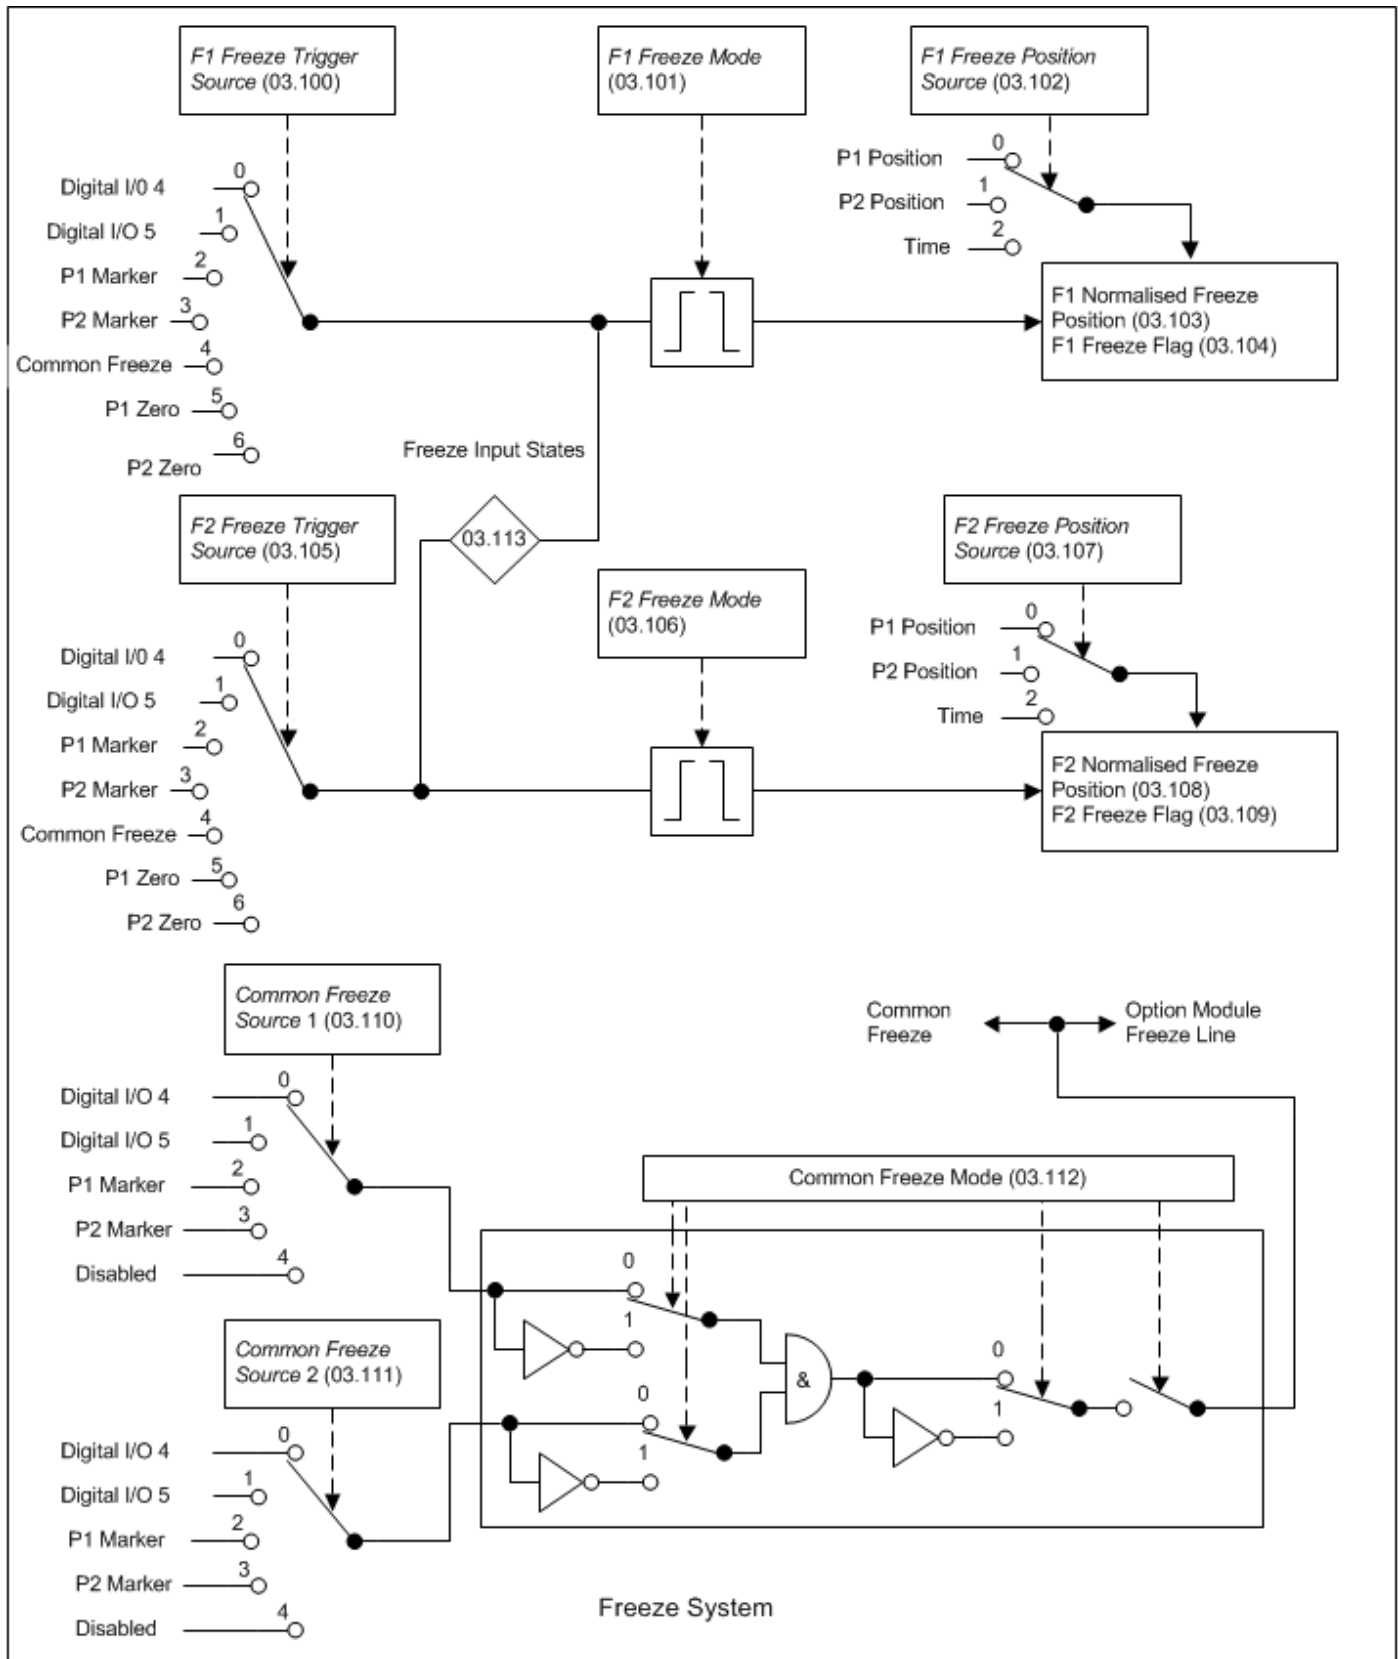 F1 Freeze Trigger
Source (03.100)
F1 Freeze Mode
(03.101)
F1 Freeze Position
Source (03.102)
0
Digital I/0 4
1
Digital I/O 5
2
P1 Marker
3
P2 Marker
4
Common Freeze
5
P1 Zero
6
P2 Zero
0
P1 Position
1
P2 Position
2
Time
F1 Normalised Freeze
Position (03.103)
F1 Freeze Flag (03.104)
Freeze Input States
03.113
F2 Freeze Trigger
Source (03.105)
F2 Freeze Mode
(03.106)
F2 Freeze Position
Source (03.107)
0
Digital I/0 4
1
Digital I/O 5
2
P1 Marker
3
P2 Marker
4
Common Freeze
5
P1 Zero
6
P2 Zero
0
P1 Position
1
P2 Position
2
Time
F2 Normalised Freeze
Position (03.108)
F2 Freeze Flag (03.109)
Common Freeze
Source 1 (03.110)
Common
Freeze
Option Module
Freeze Line
0
Digital I/O 4
1
Digital I/O 5
2
P1 Marker
3
P2 Marker
4
Disabled
Common Freeze Mode (03.112)
0
1
0
1
&
0
1
Common Freeze
Source 2 (03.111)
0
Digital I/O 4
1
Digital I/O 5
2
P1 Marker
3
P2 Marker
4
Disabled
Freeze System